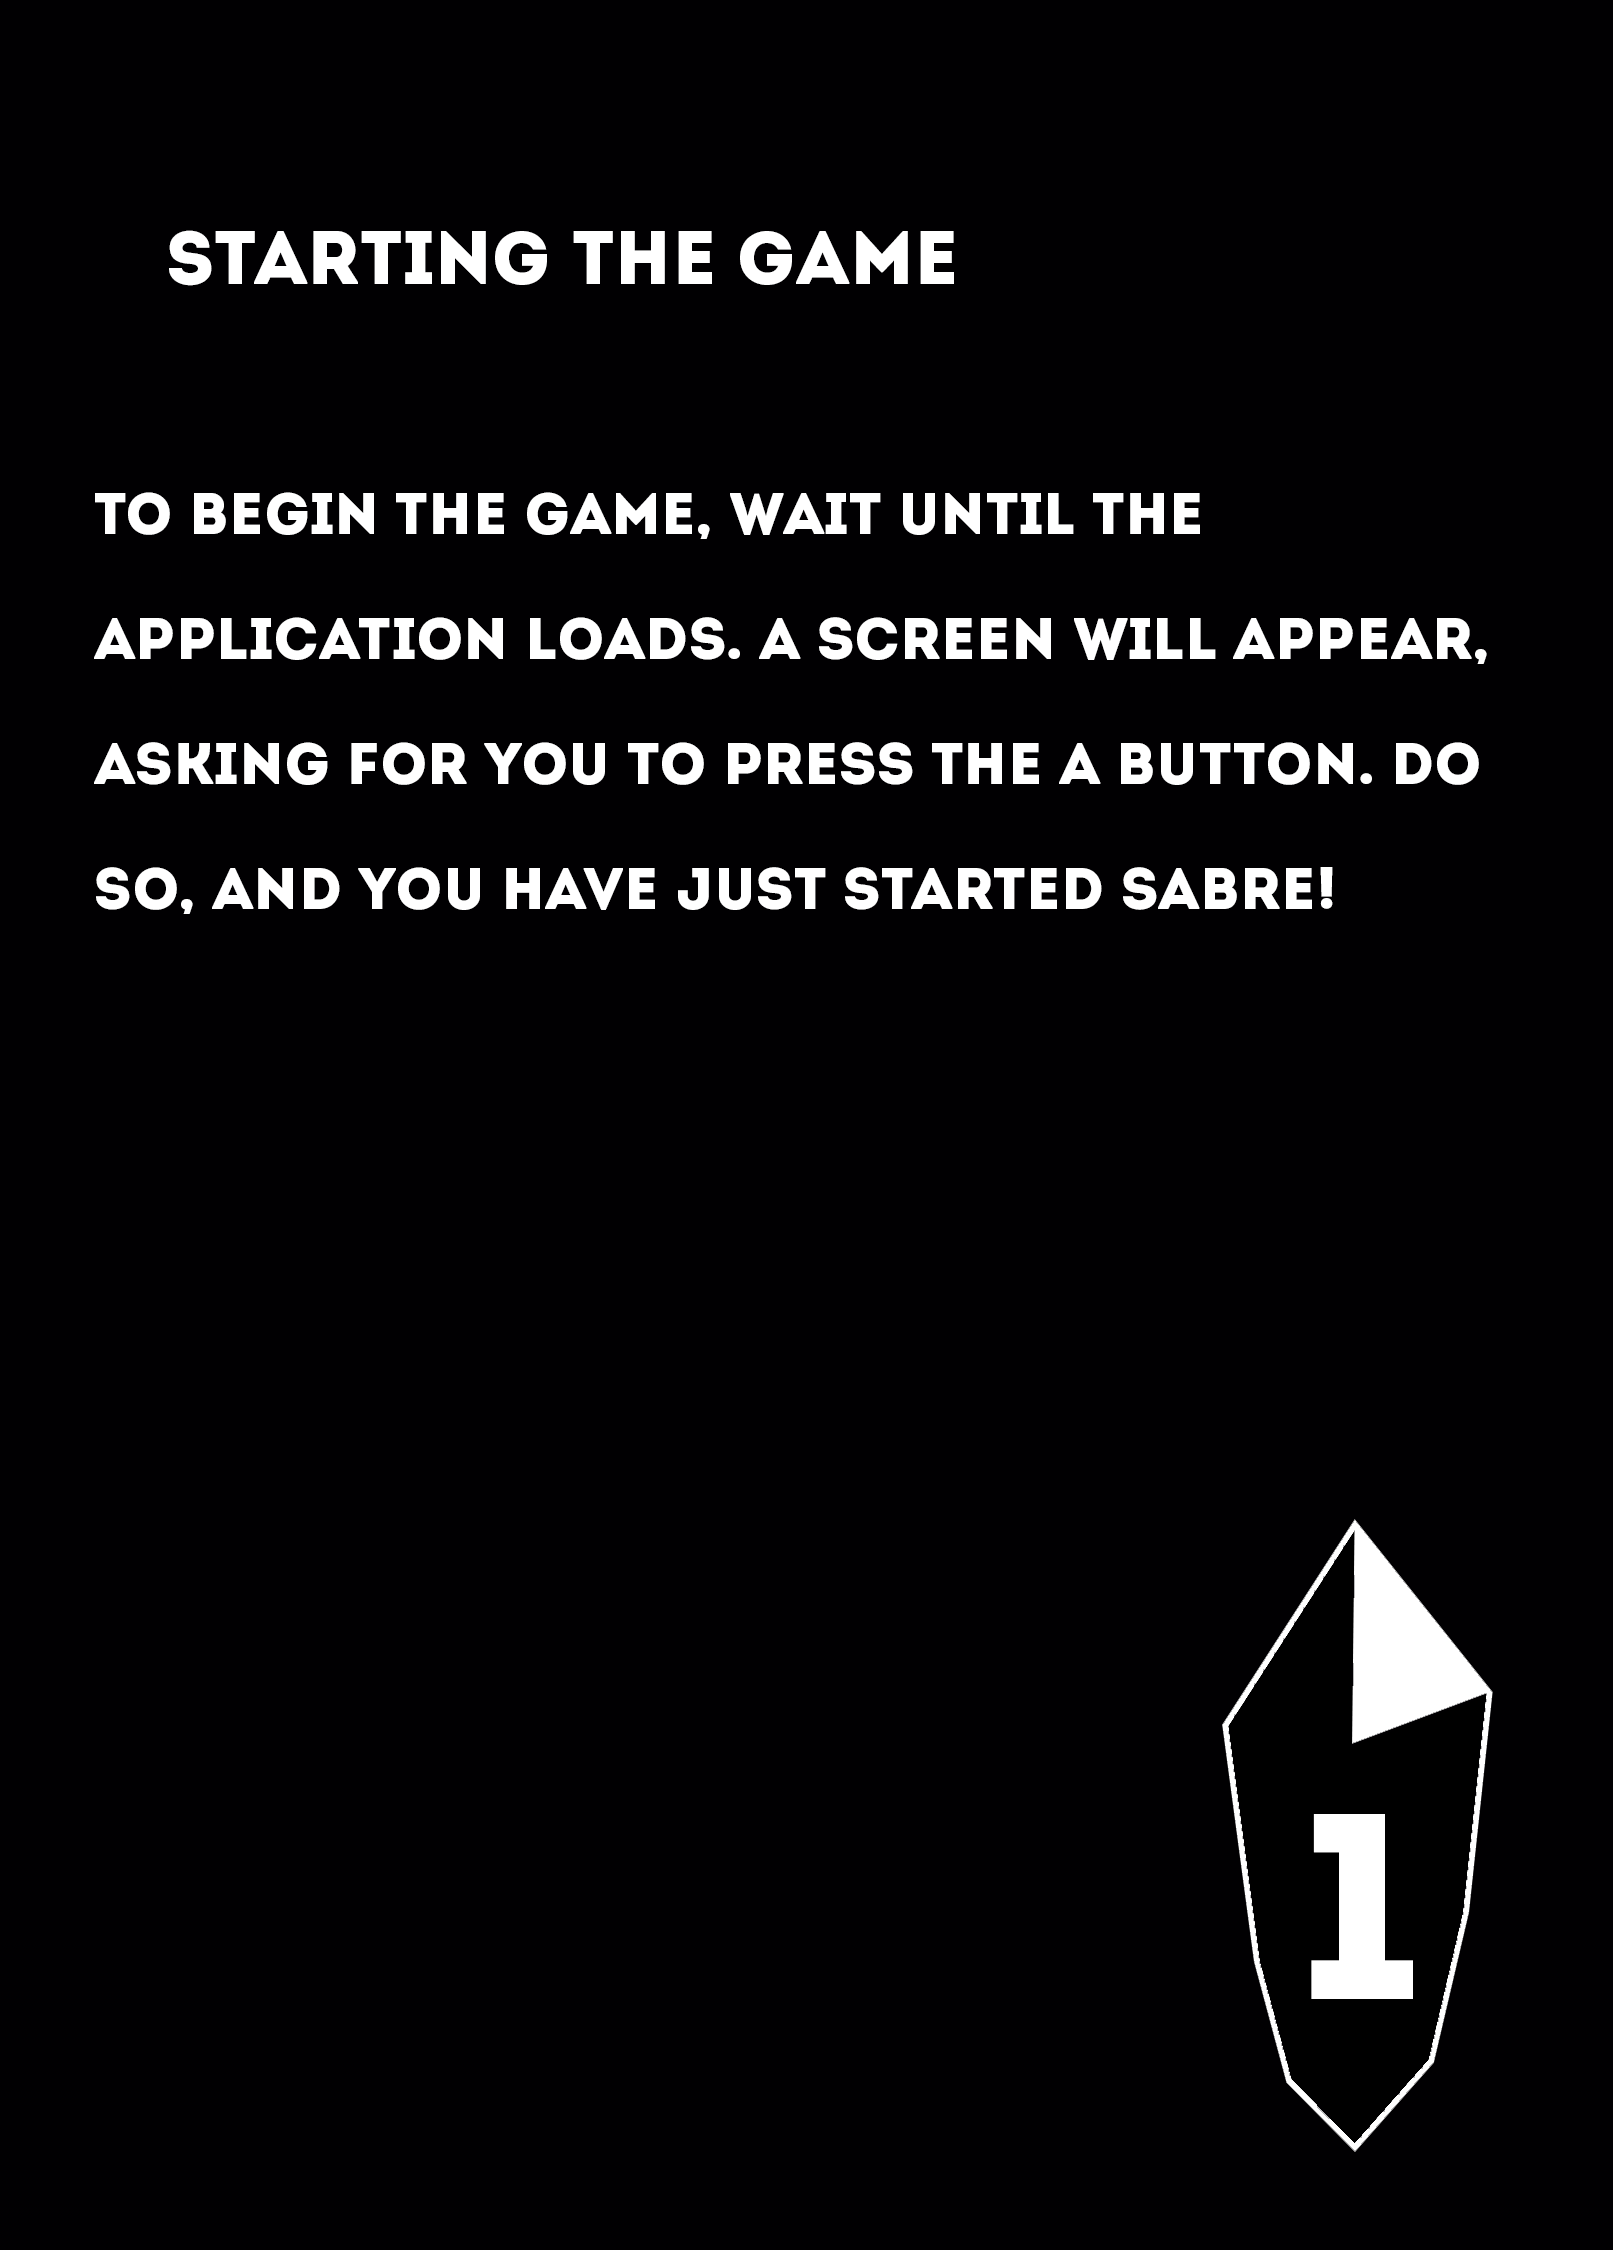 STARTING THE GAME
TO BEGIN THE GAME, WAIT UNTIL THE
APPLICATION LOADS. A SCREEN WILL APPEAR,
ASKING FOR YOU TO PRESS THE A BUTTON. DO
SO, AND YOU HAVE JUST STARTED SABRE!
1